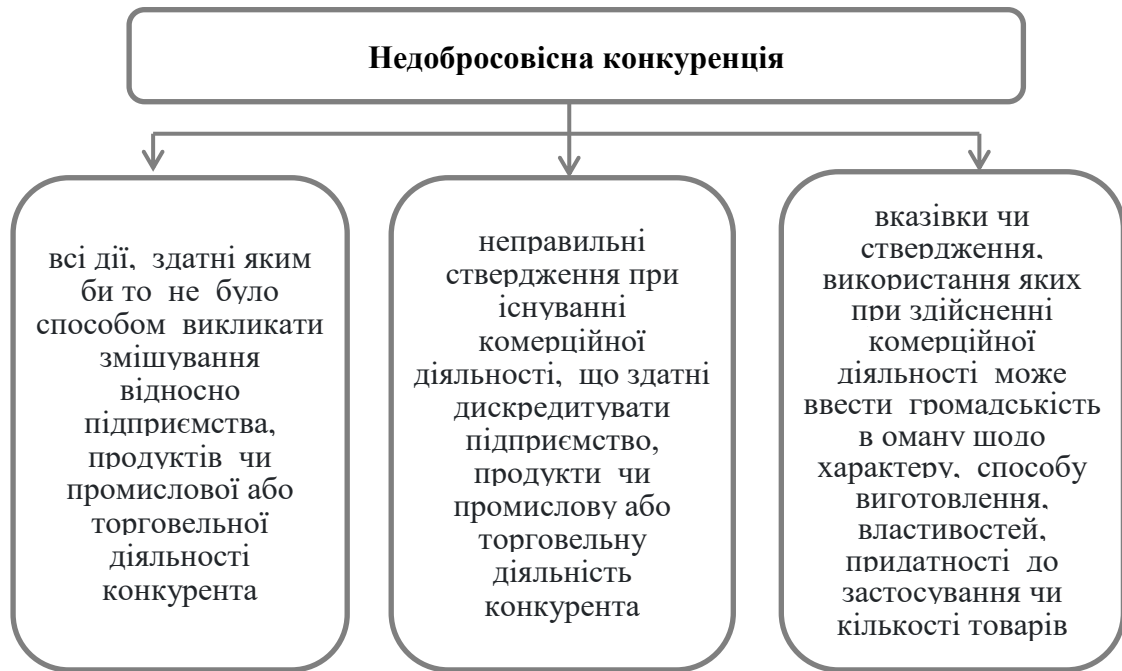 Недобросовісна конкуренція
всі дії, здатні яким
би то не було
способом викликати
змішування
відносно
підприємства,
продуктів чи
промислової або
торговельної
діяльності
конкурента
неправильні
ствердження при
існуванні
комерційної
діяльності, що здатні
дискредитувати
підприємство,
продукти чи
промислову або
торговельну
діяльність
конкурента
вказівки чи
ствердження,
використання яких
при здійсненні
комерційної
діяльності може
ввести громадськість
в оману щодо
характеру, способу
виготовлення,
властивостей,
придатності до
застосування чи
кількості товарів